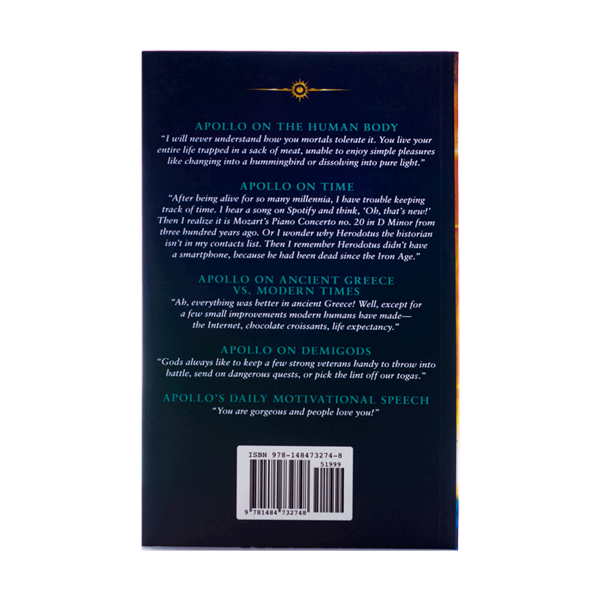 APOLLO ON THE HUMAN BODY
“I will never understand how you mortals tolerate it. You live your
entire life trapped in a sack of meat, unable to enjoy simple pleasures
like changing into a hummingbird or dissolving into pure light.”
APOLLO ON TIME
“After being alive for so many millennia, I have trouble keeping
track of time. I hear a song on Spotify and think, ‘Oh, that’s new!’
Then I realize it is Mozart’s Piano Concerto no. 20 in D Minor from
three hundred years ago. Or I wonder why Herodotus the historian
isn’t in my contacts list. Then I remember Herodotus didn’t have
a smartphone, because he had been dead since the Iron Age.”
APOLLO ON ANCIENT GREECE
VS. MODERN TIMES
“Ah, everything was better in ancient Greece! Well, except for
a few small improvements modern humans have made—
the Internet, chocolate croissants, life expectancy.”
APOLLO ON DEMIGODS
“Gods always like to keep a few strong veterans handy to throw into
battle, send on dangerous quests, or pick the lint off our togas.”
APOLLO’S DAILY MOTIVATIONAL SPEECH
“You are gorgeous and people love you!”
ISBN 978-148473274-8
51999
9 781484 732748